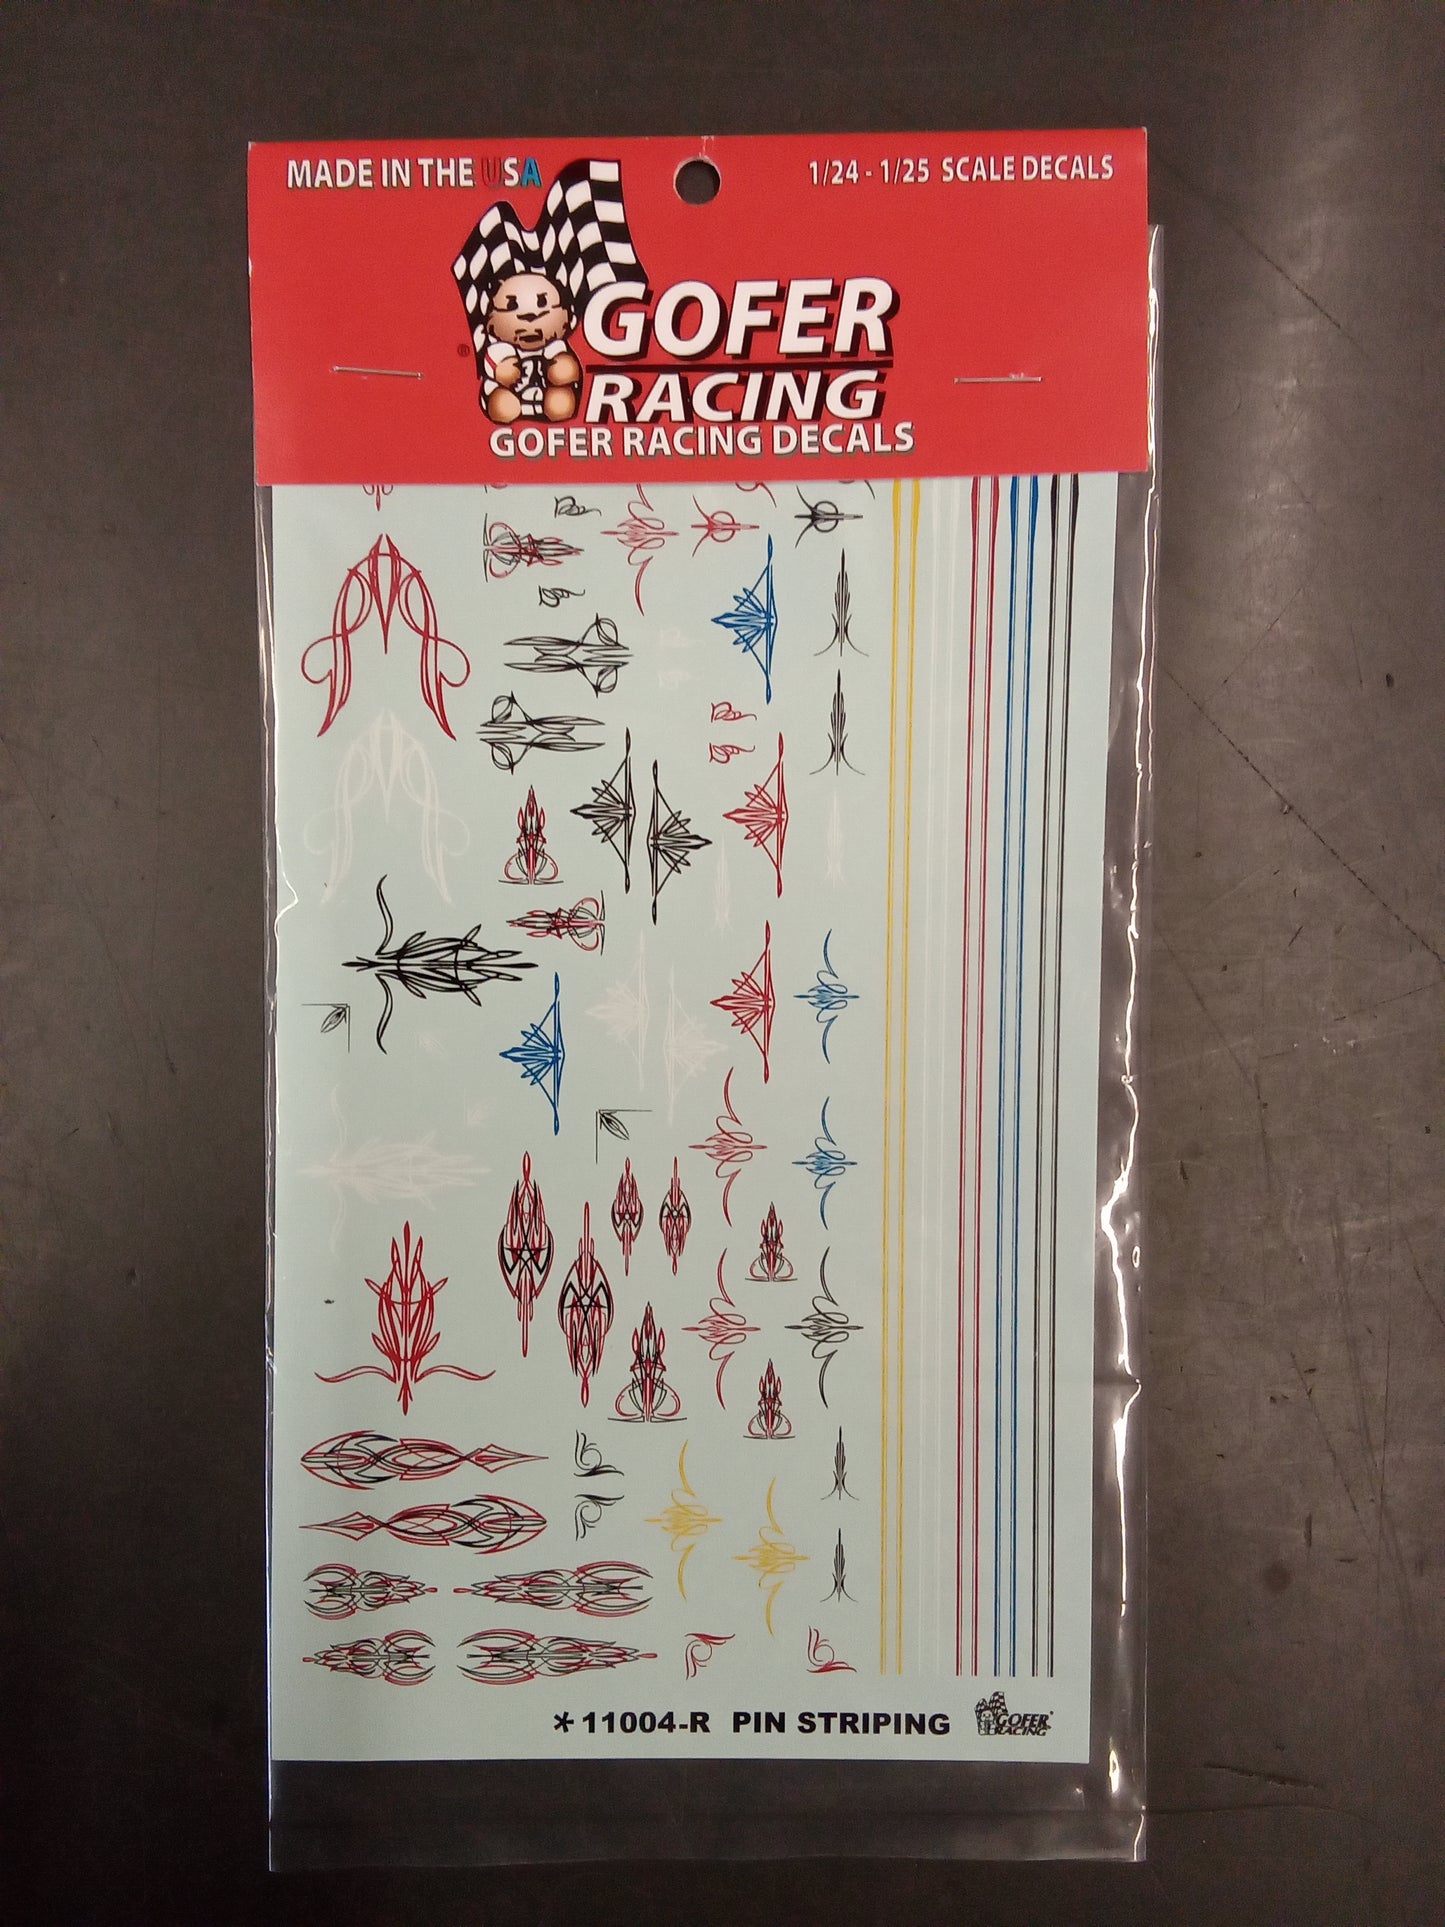 MADE IN THE USA
1/24 - 1/25 SCALE DECALS
GOFER
RACING
®
GOFER RACING DECALS
*11004-R PIN STRIPING
GOFER
RACING